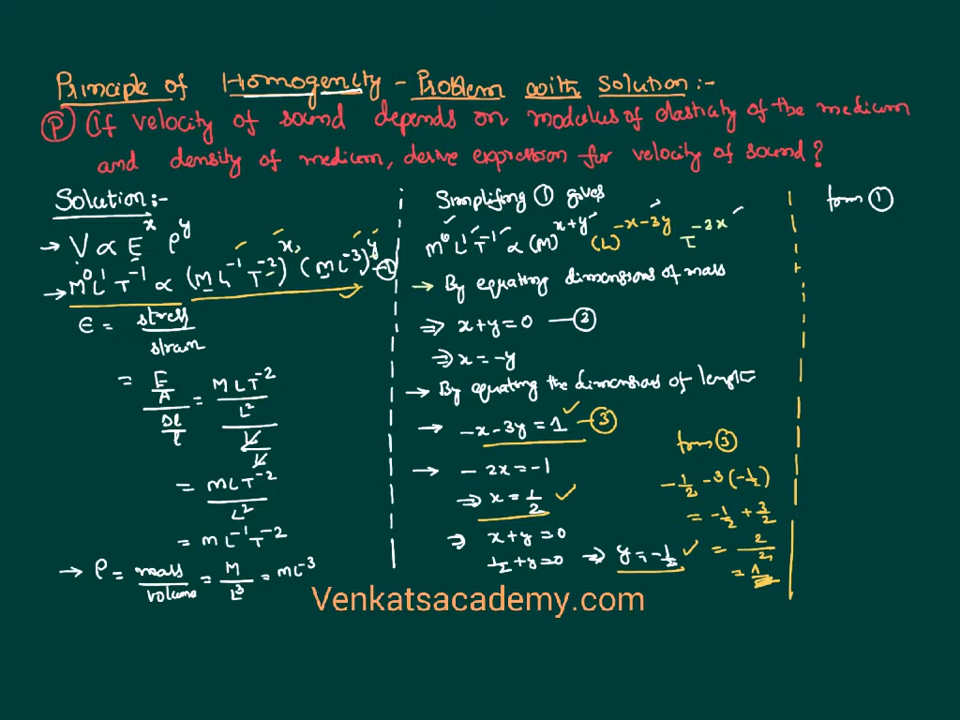 Principle of Homogenity - Problem with Solution :-
(P) If velocity of sound depends on modulus of elasticity of the medium
and density of medium, derive expression for velocity of sound?
Solution:-
→ V ∝ E^x ρ^y
→ M^0 L^1 T^-1 ∝ (M L^-1 T^-2)^x, (M L^-3)^y —①
E = stress/strain
= (F/A)/(Δl/l) = (M L T^-2/L^2)/(L/L)
= MLT^-2/L^2
= M L^-1 T^-2
→ ρ = mass/volume = M/L^3 = ML^-3
Simplifing ① gives
M^0 L^1 T^-1 ∝ (M)^x+y (L)^-x-3y T^-2x
→ By equating dimensions of mass
⇒ x+y=0 —②
⇒ x=-y
→ By equating the dimensions of length
→ -x-3y=1 —③
→ -2x=-1
⇒ x=1/2
⇒ x+y=0
1/2+y=0 ⇒ y=-1/2
from ③
-1/2 -3(-1/2)
= -1/2 + 3/2
= 2/2
= 1
from ①
Venkatsacademy.com